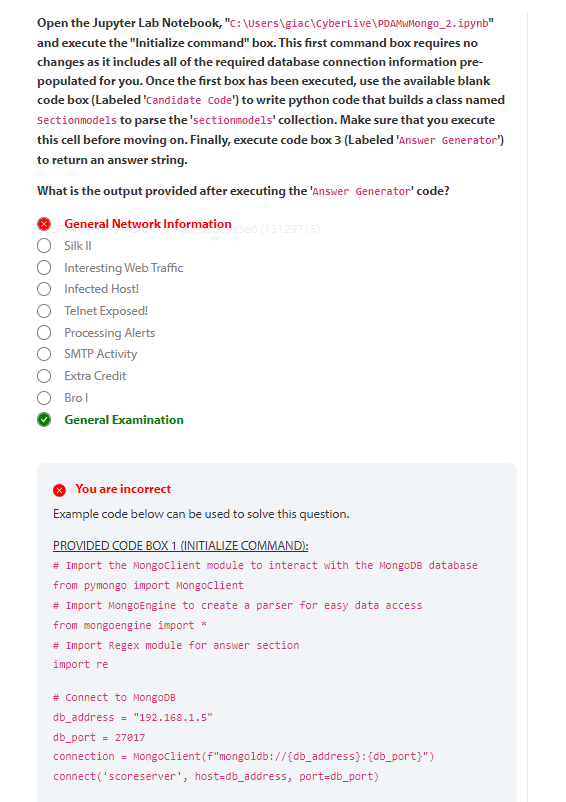 Open the Jupyter Lab Notebook, "C:\Users\giac\CyberLive\PDAMwMongo_2.ipynb"
and execute the "Initialize command" box. This first command box requires no
changes as it includes all of the required database connection information pre-
populated for you. Once the first box has been executed, use the available blank
code box (Labeled 'Candidate Code') to write python code that builds a class named
Sectionmodels to parse the 'sectionmodels' collection. Make sure that you execute
this cell before moving on. Finally, execute code box 3 (Labeled 'Answer Generator')
to return an answer string.
What is the output provided after executing the 'Answer Generator' code?
General Network Information
(13129715)
Silk II
Interesting Web Traffic
Infected Host!
Telnet Exposed!
Processing Alerts
SMTP Activity
Extra Credit
Bro I
General Examination
You are incorrect
Example code below can be used to solve this question.
PROVIDED CODE BOX 1 (INITIALIZE COMMAND):
# Import the MongoClient module to interact with the MongoDB database
from pymongo import MongoClient
# Import MongoEngine to create a parser for easy data access
from mongoengine import *
# Import Regex module for answer section
import re
# Connect to MongoDB
db_address = "192.168.1.5"
db_port = 27017
connection = MongoClient(f"mongoldb://{db_address}:{db_port}")
connect('scoreserver', host=db_address, port=db_port)